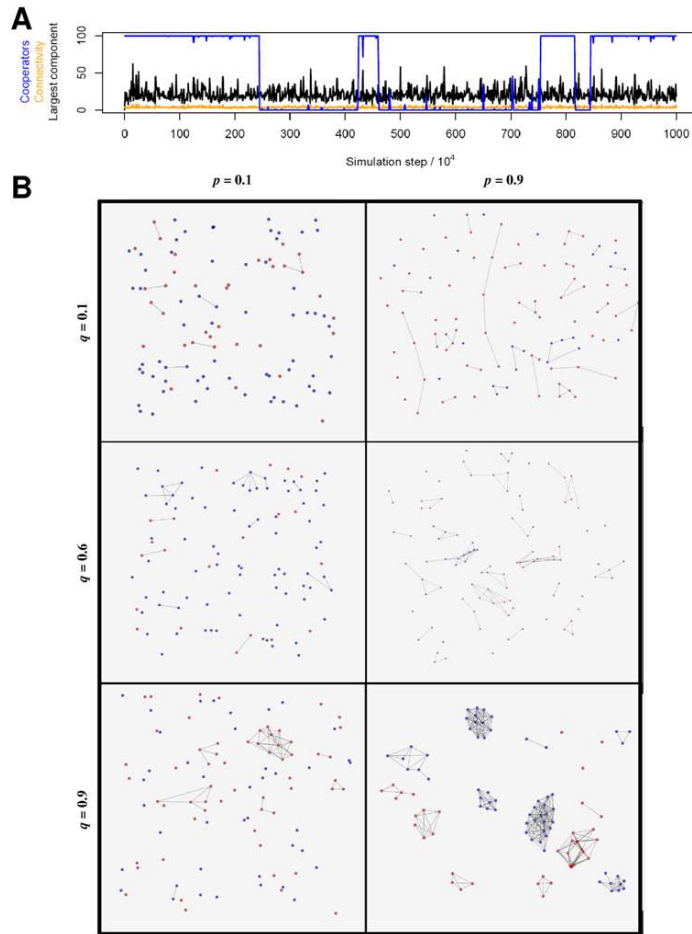 A
Cooperators
Connectivity
Largest component
100
50
0
0 100 200 300 400 500 600 700 800 900 1000
Simulation step / 10⁴
p = 0.1 p = 0.9
B
q = 0.1
q = 0.6
q = 0.9